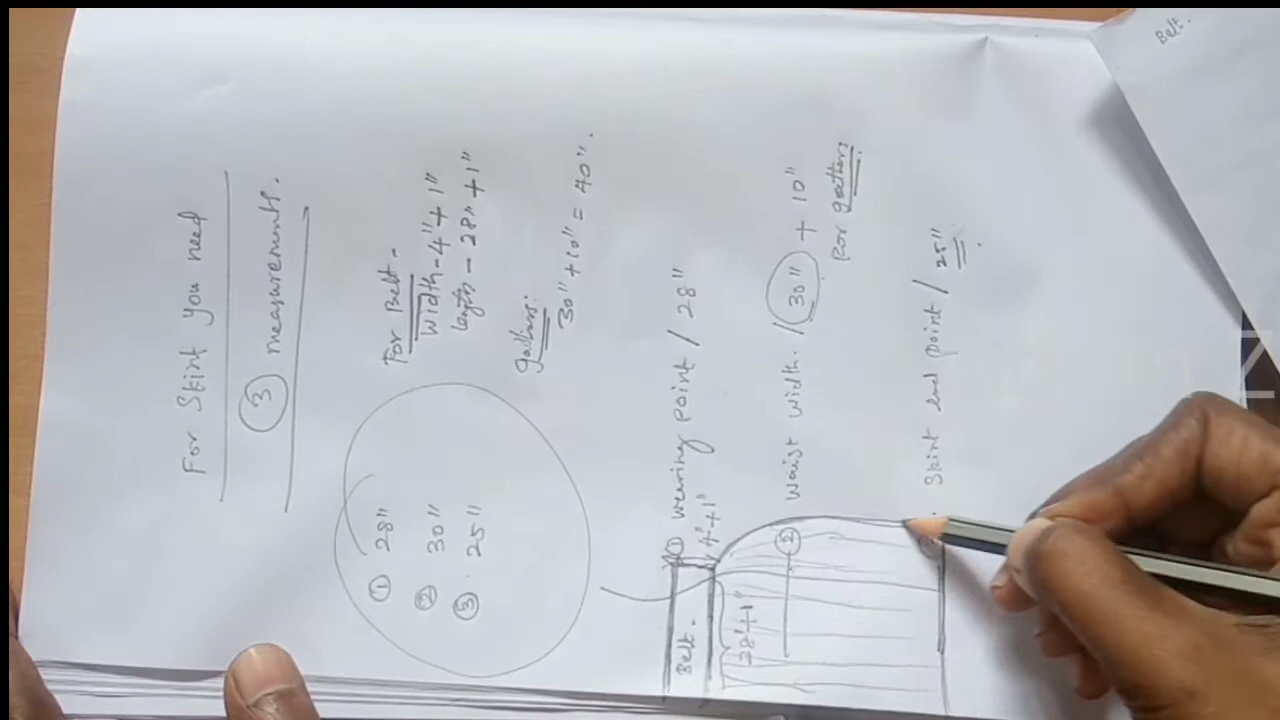 For Skirt you need
③ measurements.
① 28"
② 30"
③ 25"
For Belt -
Width - 4" + 1"
length - 28" + 1"
gathers:
30" + 10" = 40".
① wearing point / 28"
4"+1"
Belt.
28"+1"
② Waist width. / 30" + 10"
For gathers
Skirt end point / 25"
Belt.